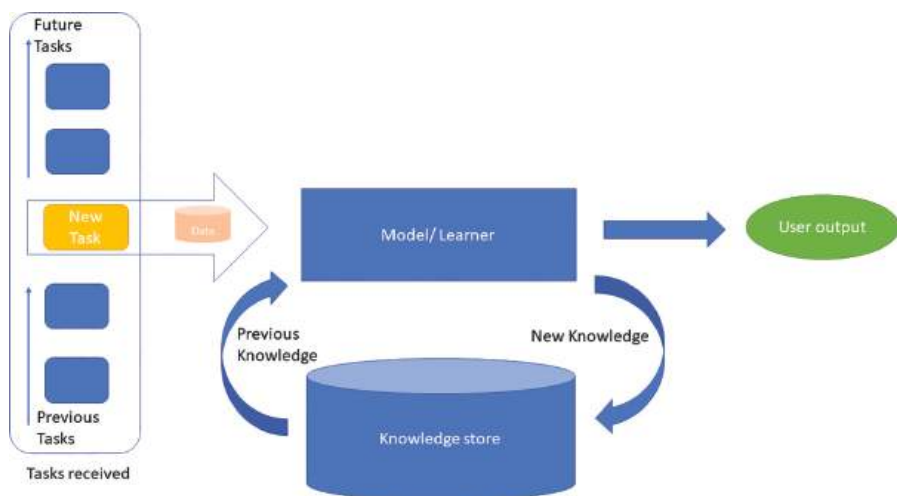 Future
Tasks
New
Task
Data
Model/ Learner
User output
Previous
Knowledge
New Knowledge
Knowledge store
Previous
Tasks
Tasks received